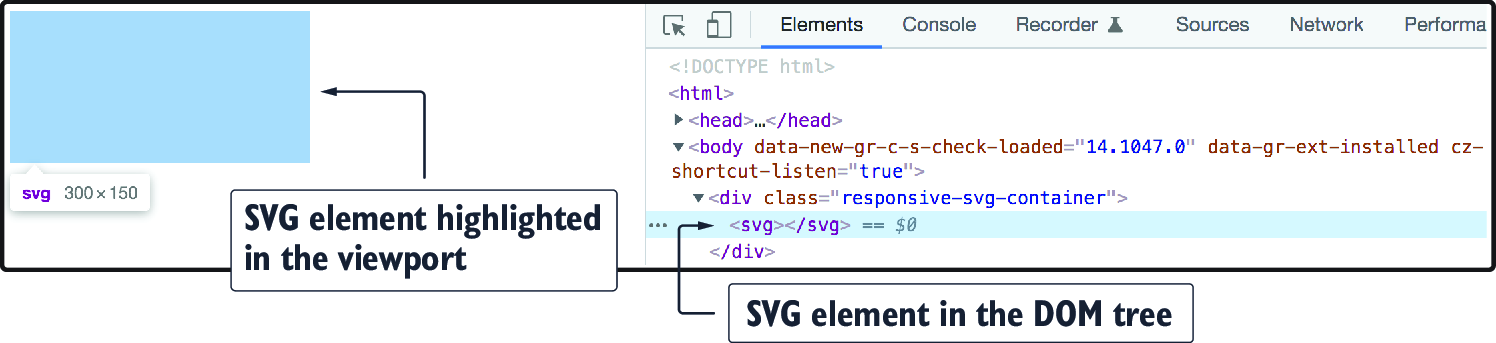 Elements Console Recorder Sources Network Performa
<!DOCTYPE html>
<html>
<head>…</head>
<body data-new-gr-c-s-check-loaded="14.1047.0" data-gr-ext-installed cz-
shortcut-listen="true">
<div class="responsive-svg-container">
… <svg></svg> == $0
</div>
svg 300×150
SVG element highlighted
in the viewport
SVG element in the DOM tree